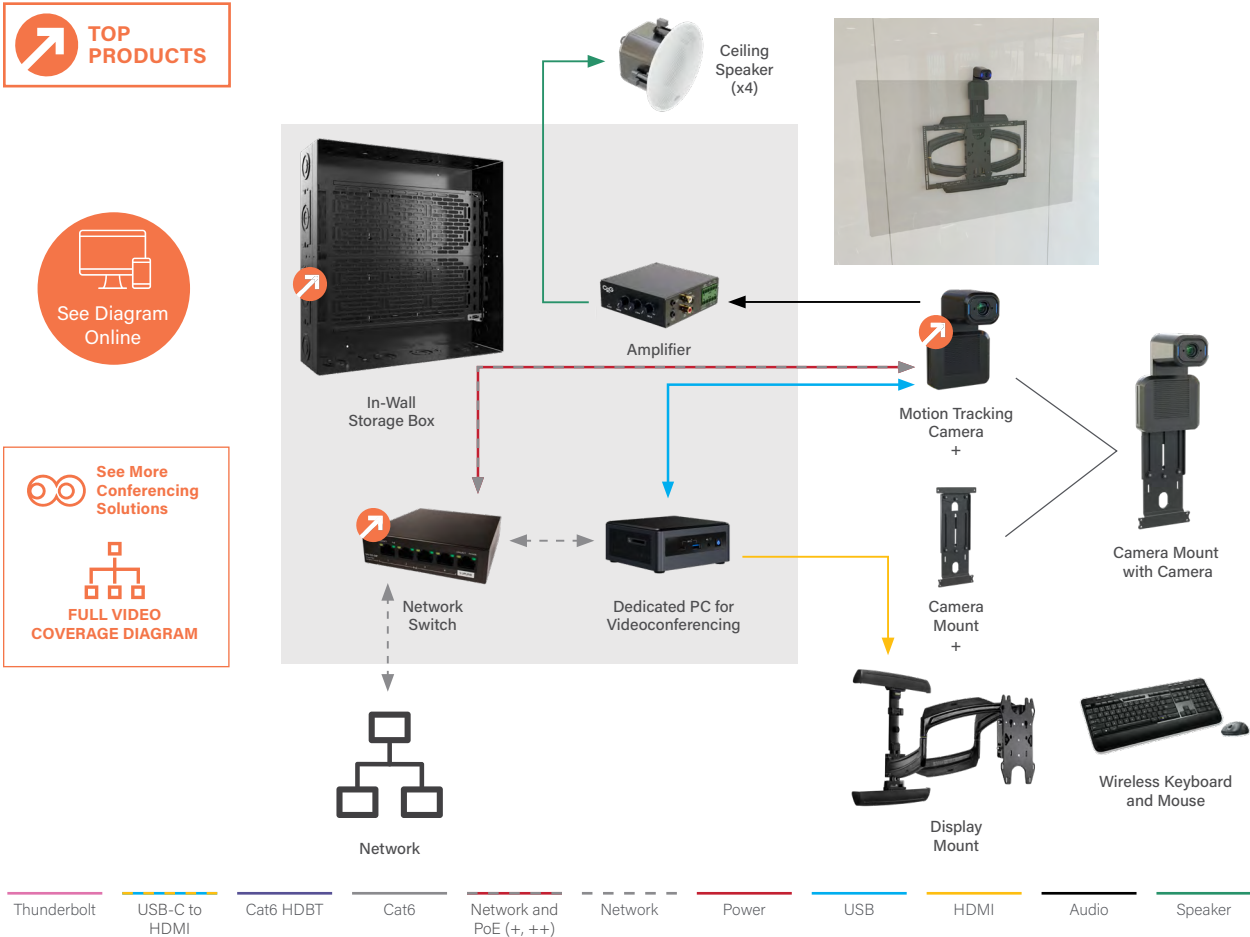 TOP
PRODUCTS
Ceiling
Speaker
(x4)
See Diagram
Online
Amplifier
In-Wall
Storage Box
Motion Tracking
Camera
+
See More
Conferencing
Solutions
FULL VIDEO
COVERAGE DIAGRAM
Network
Switch
Dedicated PC for
Videoconferencing
Camera
Mount
+
Camera Mount
with Camera
Wireless Keyboard
and Mouse
Display
Mount
Network
Thunderbolt
USB-C to
HDMI
Cat6 HDBT
Cat6
Network and
PoE (+, ++)
Network
Power
USB
HDMI
Audio
Speaker